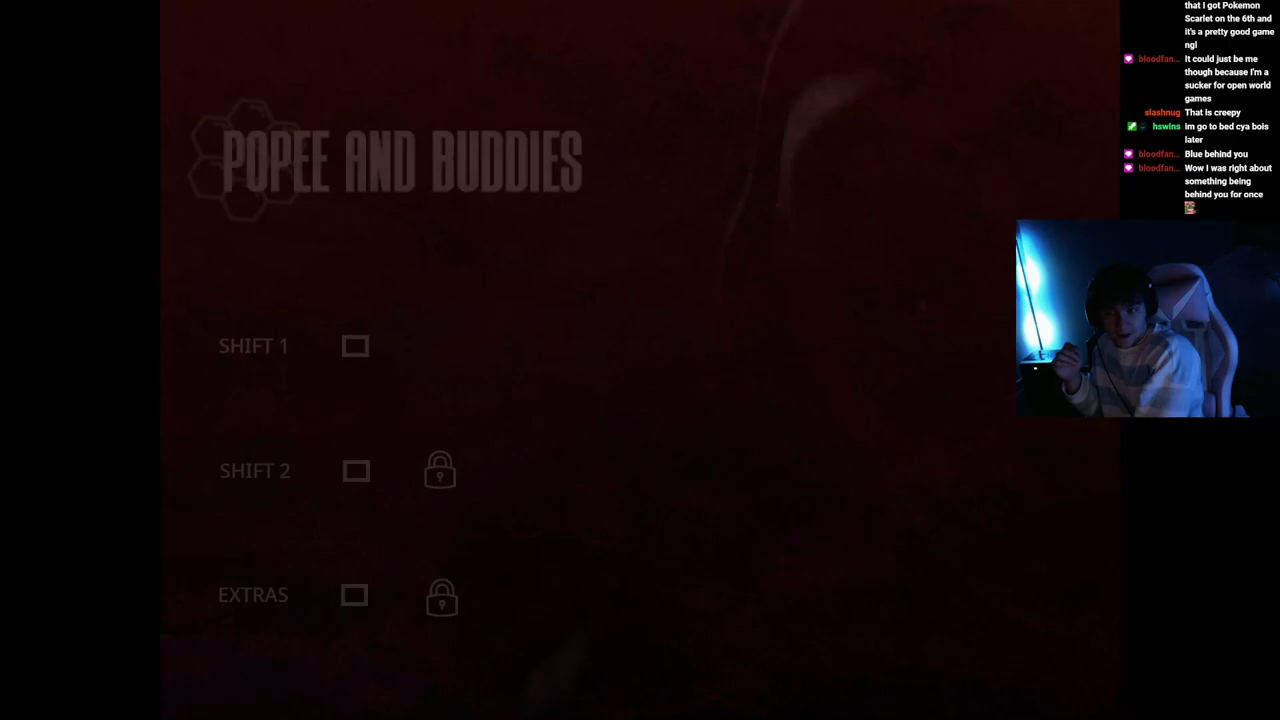 POPEE AND BUDDIES
SHIFT 1
SHIFT 2
EXTRAS
that I got Pokemon
Scarlet on the 6th and
it's a pretty good game
ngl
bloodfan... It could just be me
though because I'm a
sucker for open world
games
slashnug That is creepy
hswins im go to bed cya bois
later
bloodfan... Blue behind you
bloodfan... Wow I was right about
something being
behind you for once